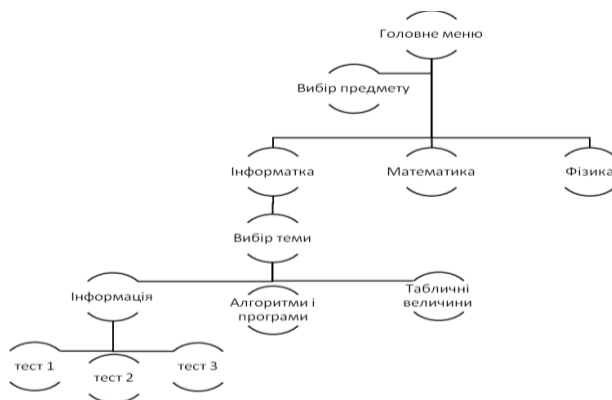 Головне меню
Вибір предмету
Інформатка
Математика
Фізика
Вибір теми
Інформація
Алгоритми і
програми
Табличні
величини
тест 1
тест 2
тест 3